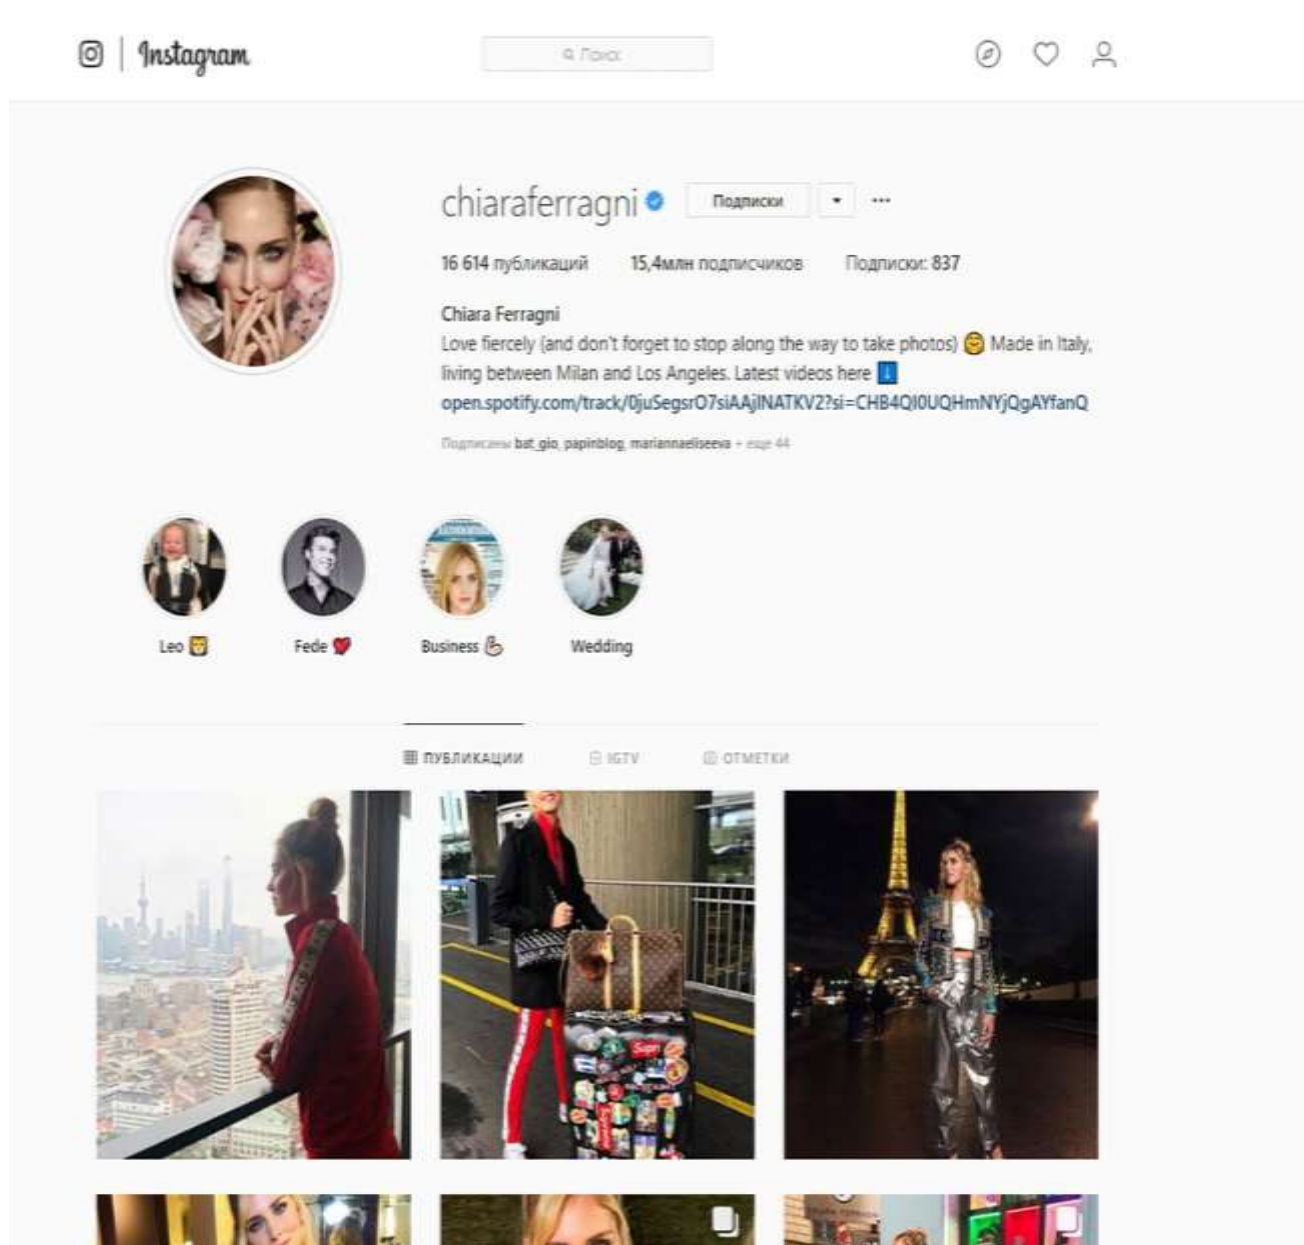 Instagram
Поиск
chiaraferragni Подписки
16 614 публикаций 15,4млн подписчиков Подписки: 837
Chiara Ferragni
Love fiercely (and don't forget to stop along the way to take photos) 😊 Made in Italy,
living between Milan and Los Angeles. Latest videos here ⬇️
open.spotify.com/track/0juSegsrO7siAAjINATKV2?si=CHB4QI0UQHmNYjQgAYfanQ
Подписаны bat_gio, papinblog, mariannaeliseeva + еще 44
Leo 🦁 Fede ❤️ Business 💪 Wedding
ПУБЛИКАЦИИ IGTV ОТМЕТКИ
Supr
Supreme